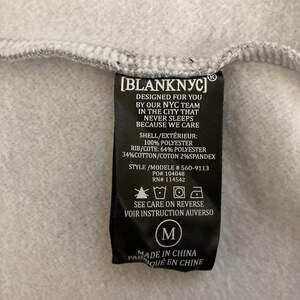 [BLANKNYC]®
DESIGNED FOR YOU
BY OUR NYC TEAM
IN THE CITY THAT
NEVER SLEEPS
BECAUSE WE CARE
SHELL/EXTÉRIEUR:
100% POLYESTER
RIB/CÔTE: 64% POLYESTER
34%COTTON/COTON 2%SPANDEX
STYLE/MODELE # 560-9113
PO# 104048
RN# 114542
SEE CARE ON REVERSE
VOIR INSTRUCTION AUVERSO
M
MADE IN CHINA
EN CHINE